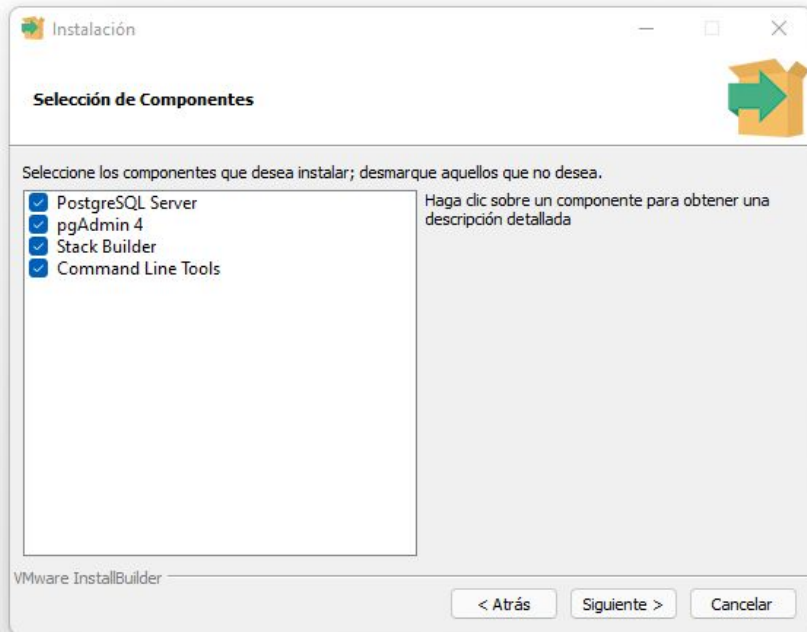 Instalación
Selección de Componentes
Seleccione los componentes que desea instalar; desmarque aquellos que no desea.
PostgreSQL Server
pgAdmin 4
Stack Builder
Command Line Tools
Haga clic sobre un componente para obtener una
descripción detallada
VMware InstallBuilder
< Atrás
Siguiente >
Cancelar